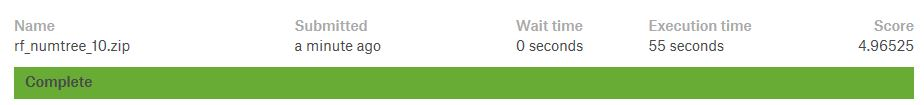 Name Submitted Wait time Execution time Score
rf_numtree_10.zip a minute ago 0 seconds 55 seconds 4.96525
Complete